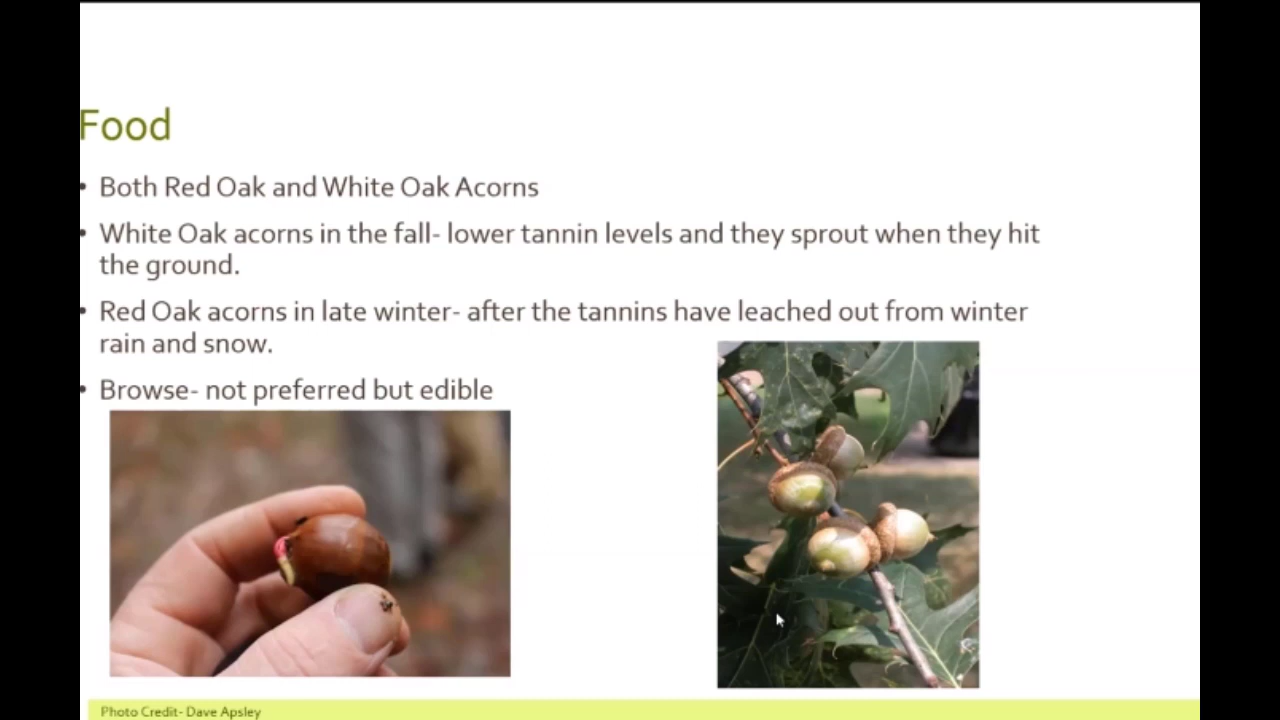 Food
• Both Red Oak and White Oak Acorns
• White Oak acorns in the fall- lower tannin levels and they sprout when they hit
the ground.
• Red Oak acorns in late winter- after the tannins have leached out from winter
rain and snow.
• Browse- not preferred but edible
Photo Credit- Dave Apsley